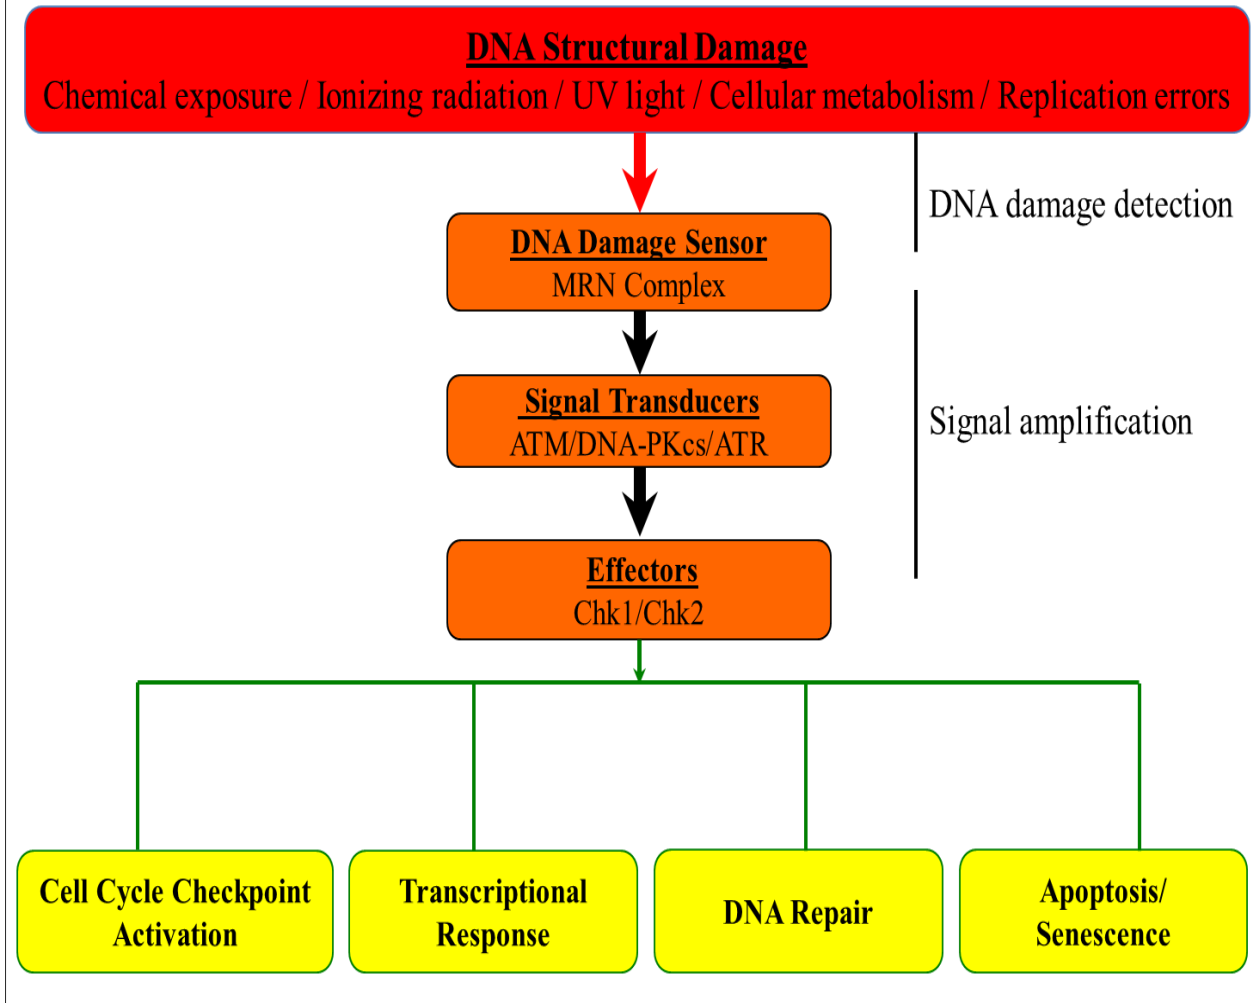 DNA Structural Damage
Chemical exposure / Ionizing radiation / UV light / Cellular metabolism / Replication errors
DNA damage detection
DNA Damage Sensor
MRN Complex
Signal Transducers
ATM/DNA-PKcs/ATR
Signal amplification
Effectors
Chk1/Chk2
Cell Cycle Checkpoint
Activation
Transcriptional
Response
DNA Repair
Apoptosis/
Senescence